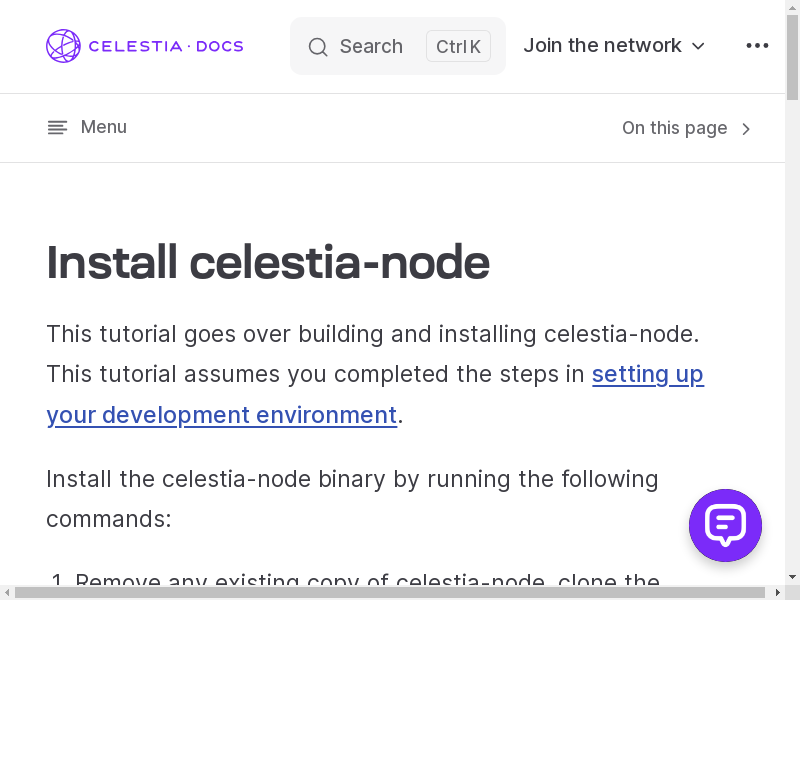 CELESTIA · DOCS
Search Ctrl K
Join the network
Menu
On this page
Install celestia-node
This tutorial goes over building and installing celestia-node.
This tutorial assumes you completed the steps in setting up
your development environment.
Install the celestia-node binary by running the following
commands:
1. Remove any existing copy of celestia-node, clone the